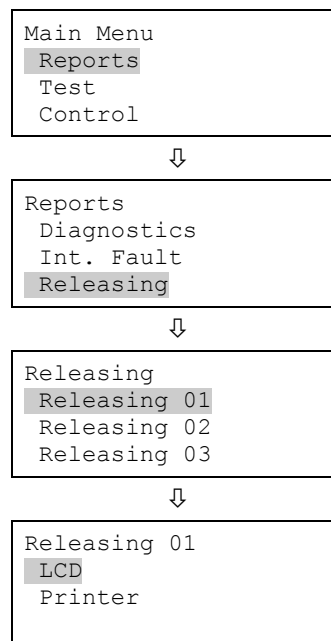 Main Menu
Reports
Test
Control
⇩
Reports
Diagnostics
Int. Fault
Releasing
⇩
Releasing
Releasing 01
Releasing 02
Releasing 03
⇩
Releasing 01
LCD
Printer